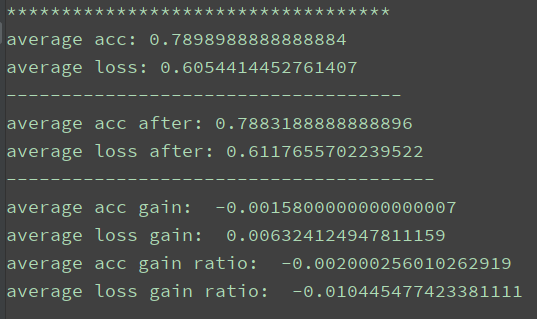 ***********************************
average acc: 0.7898988888888884
average loss: 0.6054414452761407
------------------------------------
average acc after: 0.7883188888888896
average loss after: 0.6117655702239522
---------------------------------------
average acc gain:  -0.0015800000000000007
average loss gain:  0.006324124947811159
average acc gain ratio:  -0.002000256010262919
average loss gain ratio:  -0.010445477423381111